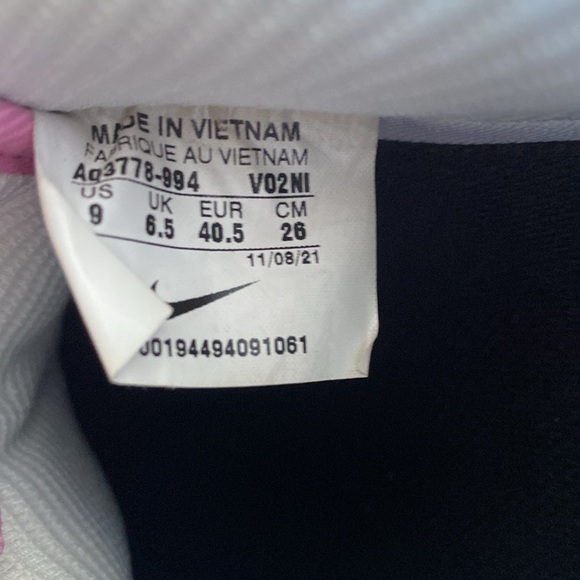 MADE IN VIETNAM
FABRIQUE AU VIETNAM
AQ3778-994 V02NI
US UK EUR CM
9 6.5 40.5 26
11/08/21
00194494091061